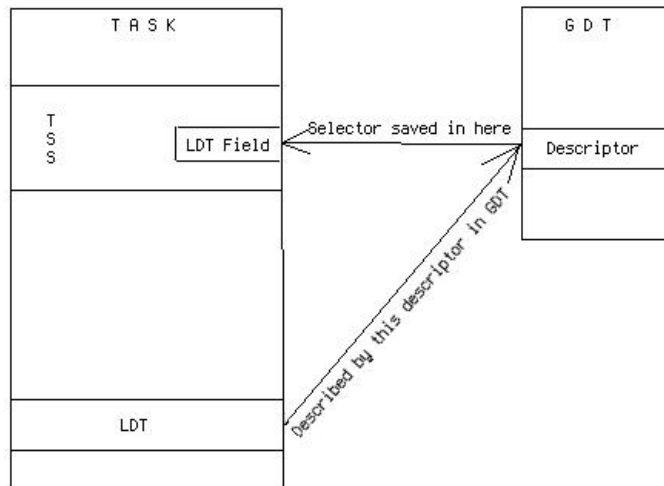 T A S K
G D T
T
S
S
LDT Field
Selector saved in here
Descriptor
Described by this descriptor in GDT
LDT